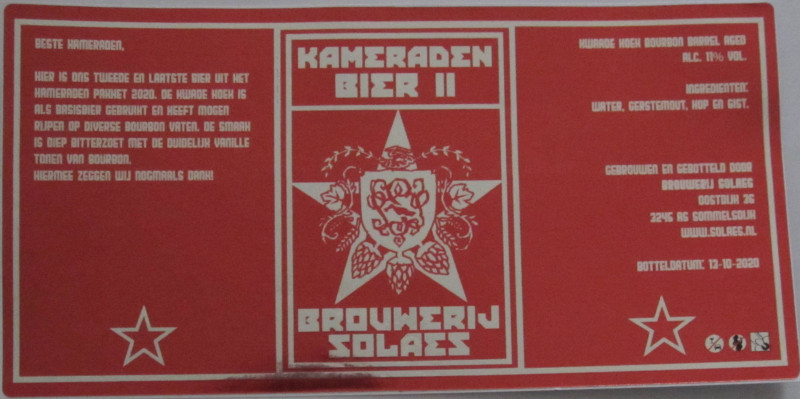 BESTE KAMERADEN,
HIER IS ONS TWEEDE EN LAATSTE BIER UIT HET
KAMERADEN PAKKET 2020. DE KWADE HOEK IS
ALS BASISBIER GEBRUIKT EN HEEFT MOGEN
RIJPEN OP DIVERSE BOURBON VATEN. DE SMAAK
IS DIEP BITTERZOET MET DE DUIDELIJK VANILLE
TONEN VAN BOURBON.
HIERMEE ZEGGEN WIJ NOGMAALS DANK!
KAMERADEN
BIER II
BROUWERIJ
SOLAES
KWADE HOEK BOURBON BARREL AGED
ALC. 11% VOL.
INGREDIENTEN:
WATER, GERSTEMOUT, HOP EN GIST.
GEBROUWEN EN GEBOTTELD DOOR
BROUWERIJ SOLAES
OOSTDIJK 36
3245 AS SOMMELSDIJK
WWW.SOLAES.NL
BOTTELDATUM: 13-10-2020